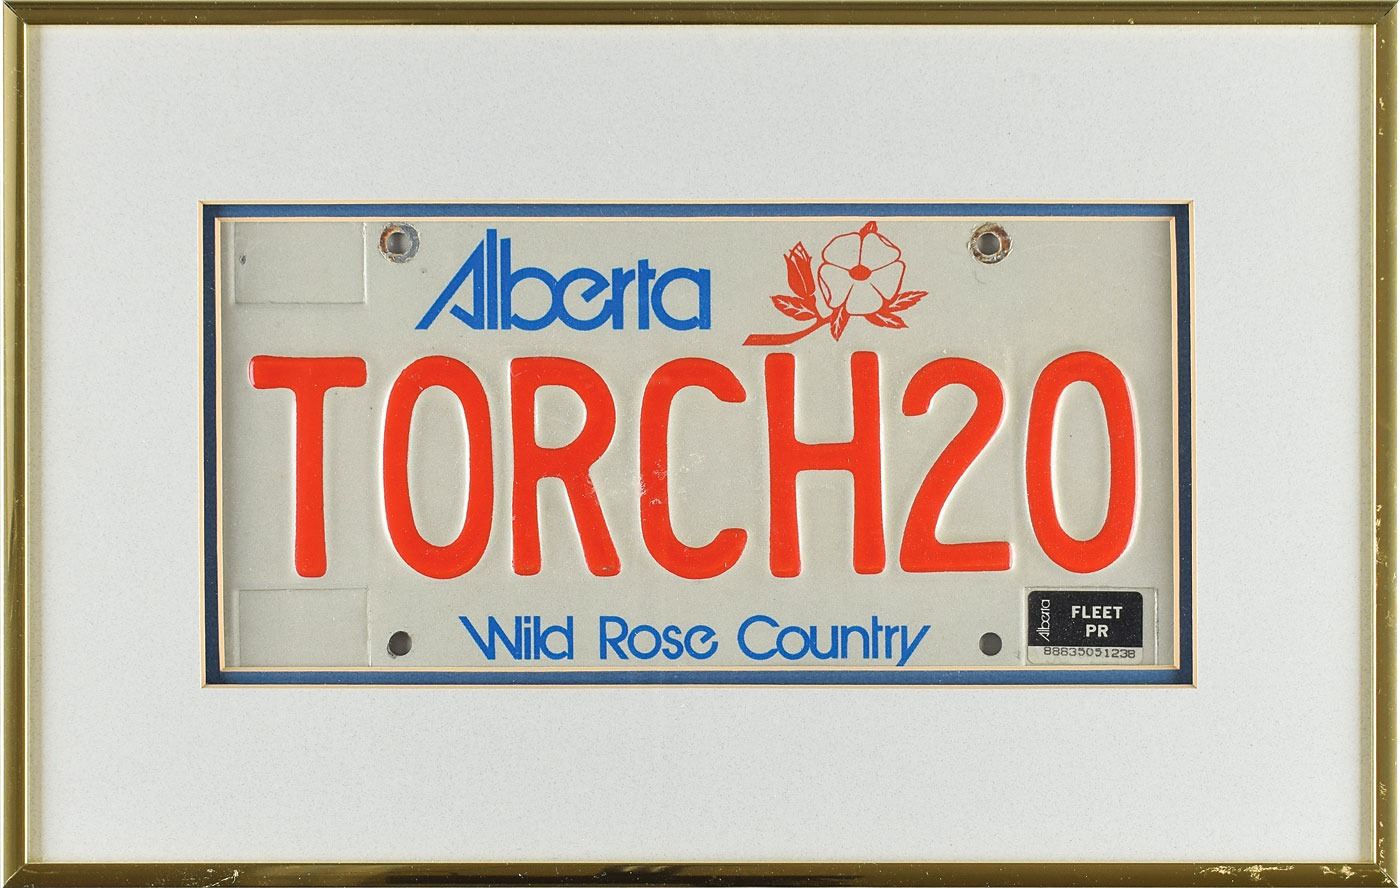 Alberta
TORCH20
Wild Rose Country
Alberta
FLEET
PR
88835051238